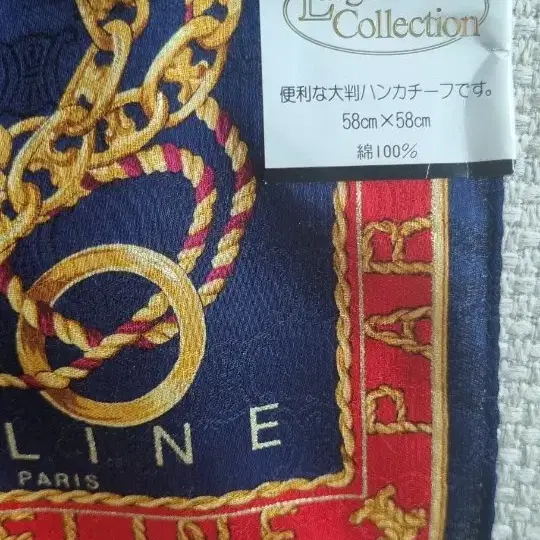 Collection
便利な大判ハンカチーフです。
58cm×58cm
綿100%
PAR
LINE
PARIS
ELINE